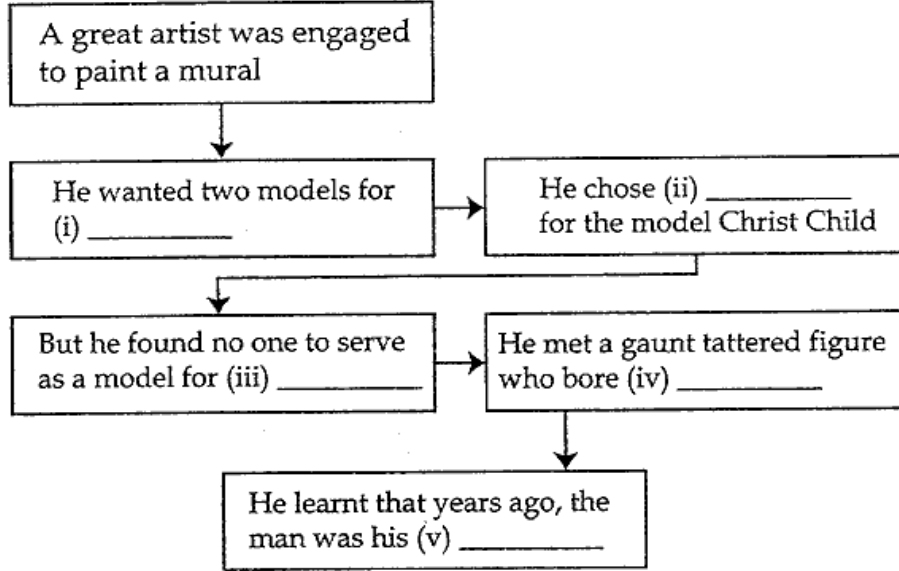 A great artist was engaged
to paint a mural
He wanted two models for
(i) __________
He chose (ii) __________
for the model Christ Child
But he found no one to serve
as a model for (iii) __________
He met a gaunt tattered figure
who bore (iv) __________
He learnt that years ago, the
man was his (v) __________